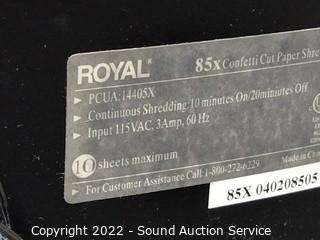 ROYAL® 85x Confetti Cut Paper Shre
PCUA:14405X
Continuous Shredding:10 minutes On/20miniutes Off
Input 115VAC, 3Amp, 60 Hz
10 sheets maximum
Made in Chin
For Customer Assistance Call:1-800-272-6229
85X 040208505
Copyright 2022 - Sound Auction Service